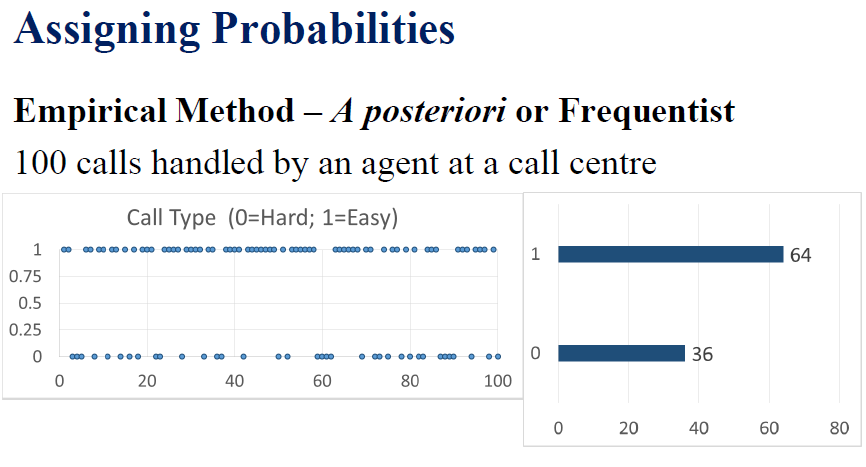 Assigning Probabilities
Empirical Method – A posteriori or Frequentist
100 calls handled by an agent at a call centre
Call Type (0=Hard; 1=Easy)
1
0.75
0.5
0.25
0
0 20 40 60 80 100
1 64
0 36
0 20 40 60 80